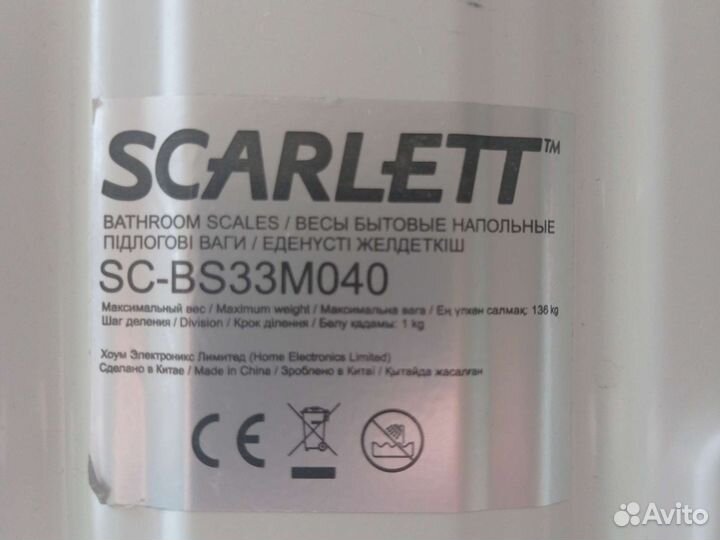 SCARLETT™
BATHROOM SCALES / ВЕСЫ БЫТОВЫЕ НАПОЛЬНЫЕ
ПІДЛОГОВІ ВАГИ / ЕДЕНҮСТІ ЖЕЛДЕТКІШ
SC-BS33M040
Максимальный вес / Maximum weight / Максимальна вага / Ең үлкен салмақ: 136 kg
Шаг деления / Division / Крок ділення / Бөлу қадамы: 1 kg
Хоум Электроникс Лимитед (Home Electronics Limited)
Сделано в Китае / Made in China / Зроблено в Китаї / Қытайда жасалған
CE
Avito